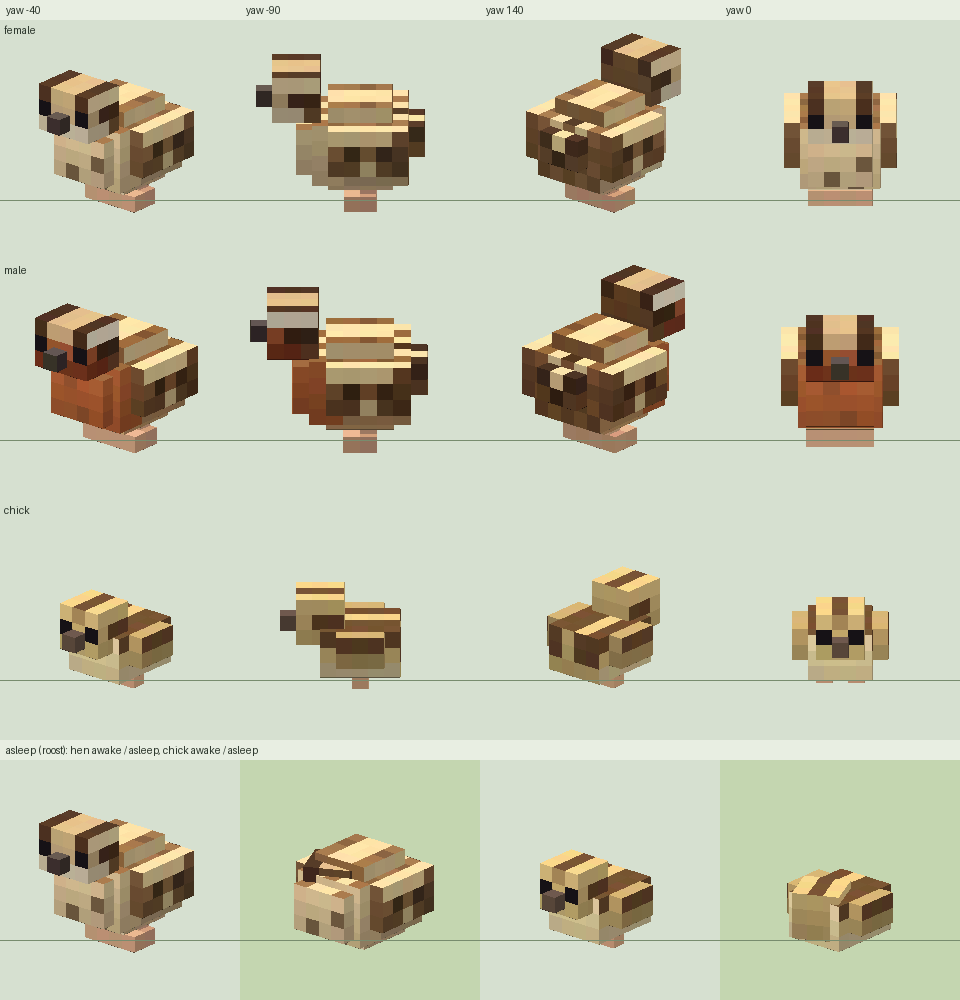 yaw -40 yaw -90 yaw 140 yaw 0
female
male
chick
asleep (roost): hen awake / asleep, chick awake / asleep